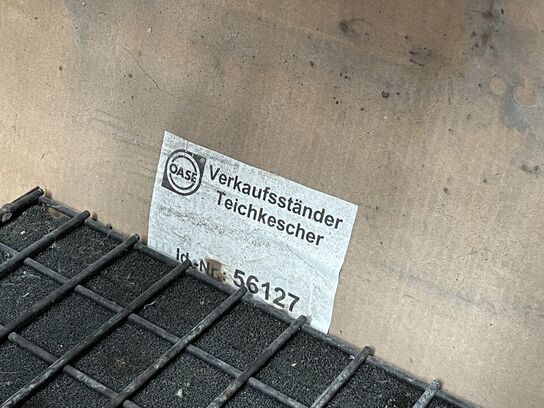 OASE
Verkaufsständer
Teichkescher
Id.-Nr.: 56127